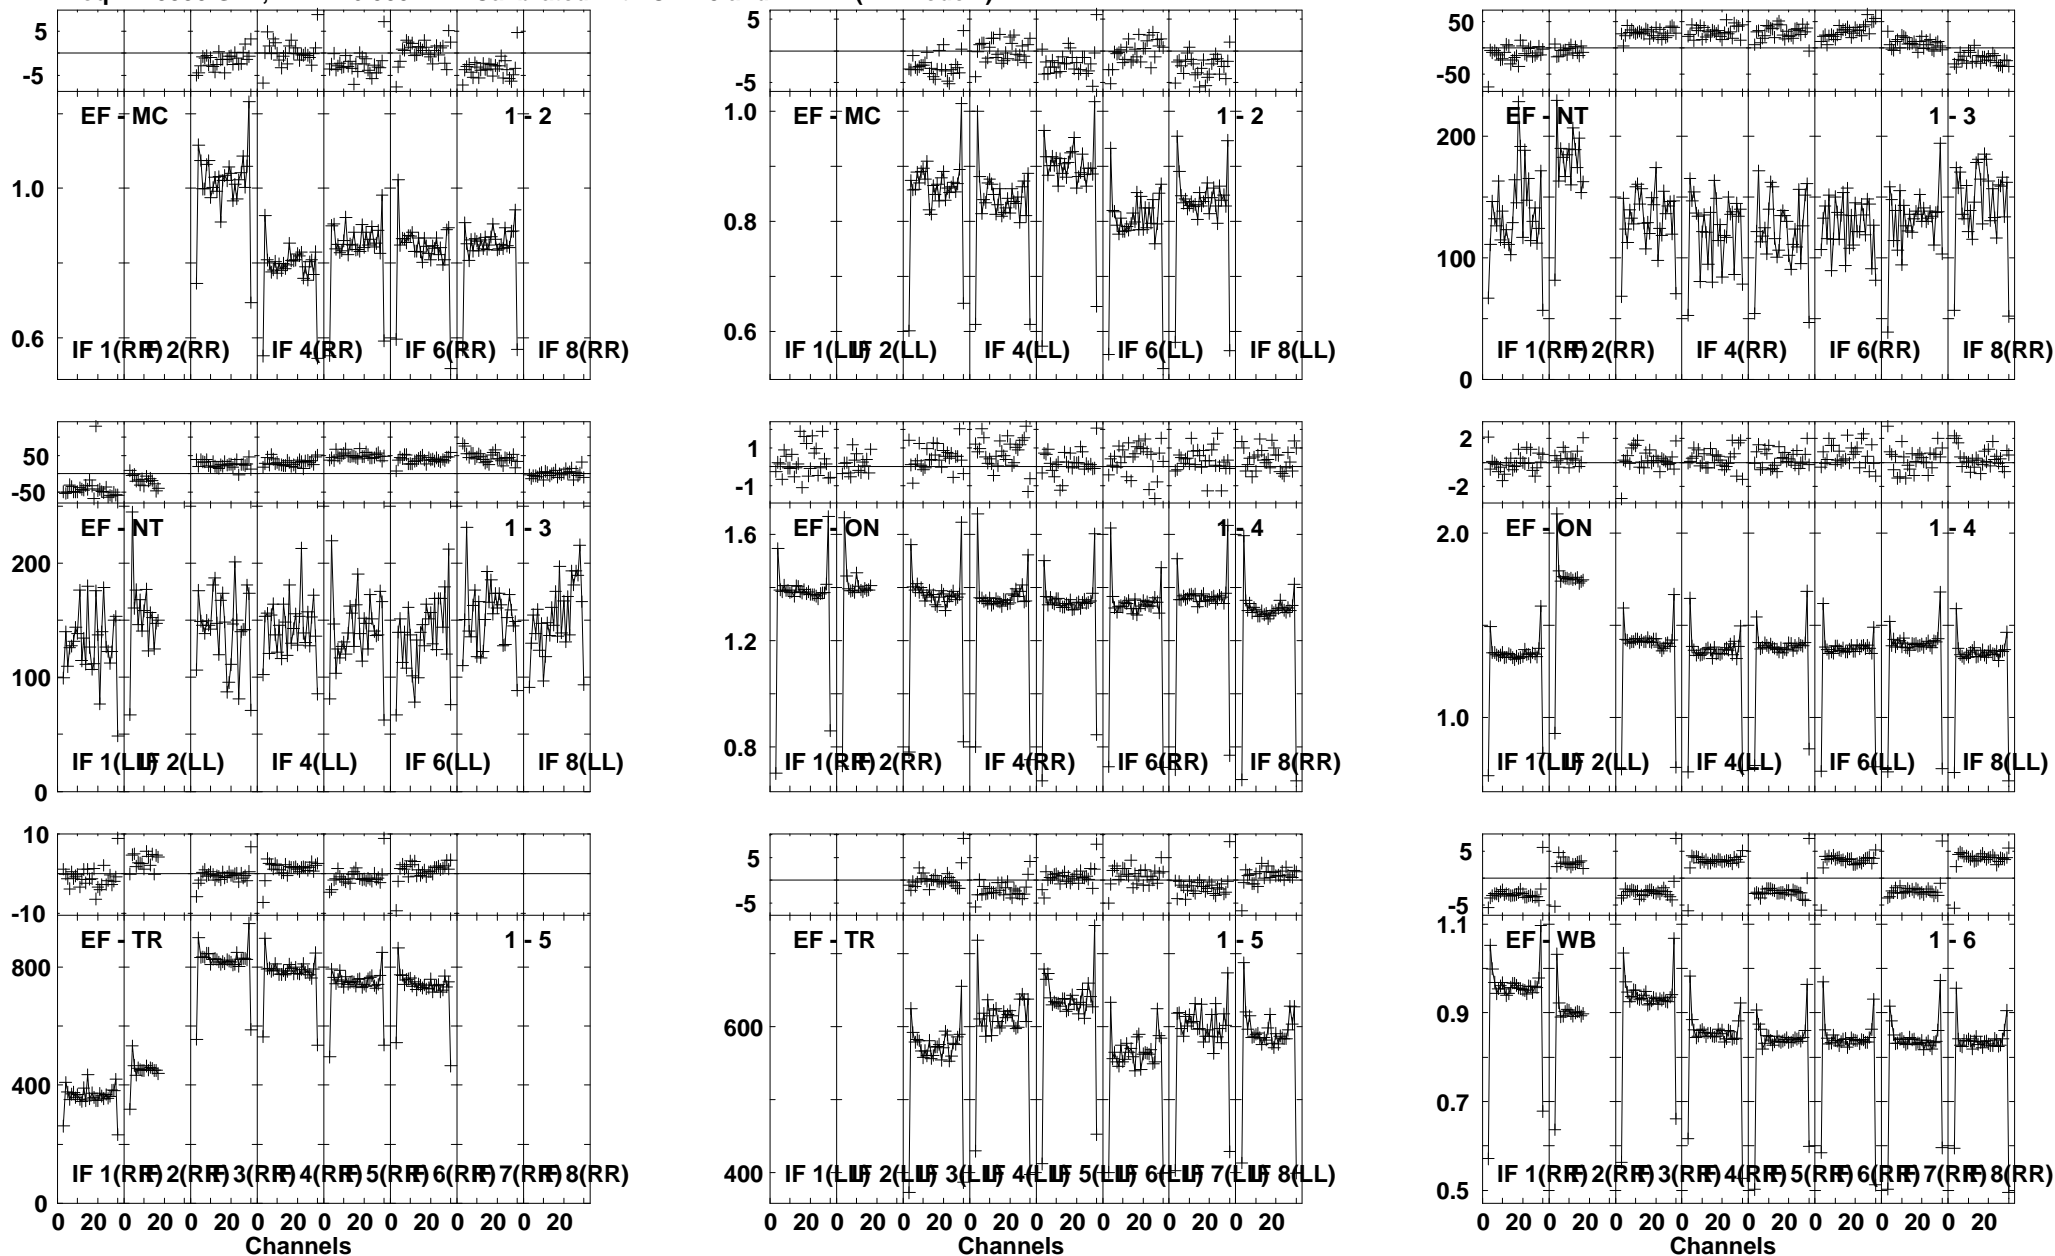 5 5 50
-5 -5 -50
EF - MC 1 - 2 EF - MC 1 - 2 EF - NT 1 - 3
1.0 200
1.0 0.8 100
0.6 0.6
IF 1(RR) IF 2(RR) IF 4(RR) IF 6(RR) IF 8(RR) IF 1(LL) IF 2(LL) IF 4(LL) IF 6(LL) IF 8(LL) IF 1(RR) IF 2(RR) IF 4(RR) IF 6(RR) IF 8(RR)
0
50 1 2
-50 -1 -2
EF - NT 1 - 3 EF - ON 1 - 4 EF - ON 1 - 4
200 1.6 2.0
100 1.2 1.0
0.8
IF 1(LL) IF 2(LL) IF 4(LL) IF 6(LL) IF 8(LL) IF 1(RR) IF 2(RR) IF 4(RR) IF 6(RR) IF 8(RR) IF 1(LL) IF 2(LL) IF 4(LL) IF 6(LL) IF 8(LL)
0
10 5 5
-10 -5 -5
EF - TR 1 - 5 EF - TR 1 - 5 EF - WB 1 - 6
1.1
800 600 0.9
400 0.7
IF 1(RR) IF 2(RR) IF 3(RR) IF 4(RR) IF 5(RR) IF 6(RR) IF 7(RR) IF 8(RR) IF 1(LL) IF 2(LL) IF 3(LL) IF 4(LL) IF 5(LL) IF 6(LL) IF 7(LL) IF 8(LL) IF 1(RR) IF 2(RR) IF 3(RR) IF 4(RR) IF 5(RR) IF 6(RR) IF 7(RR) IF 8(RR)
0 400 0.5
0 20 0 20 0 20 0 20 0 20 0 20 0 20 0 20 0 20 0 20 0 20 0 20 0 20 0 20 0 20 0 20 0 20 0 20 0 20 0 20 0 20 0 20 0 20 0 20
Channels Channels Channels